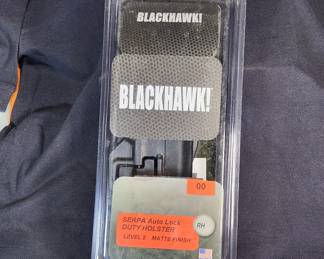 BLACKHAWK!
BLACKHAWK!
00
SERPA Auto Lock
DUTY HOLSTER
RH
LEVEL 2 MATTE FINISH